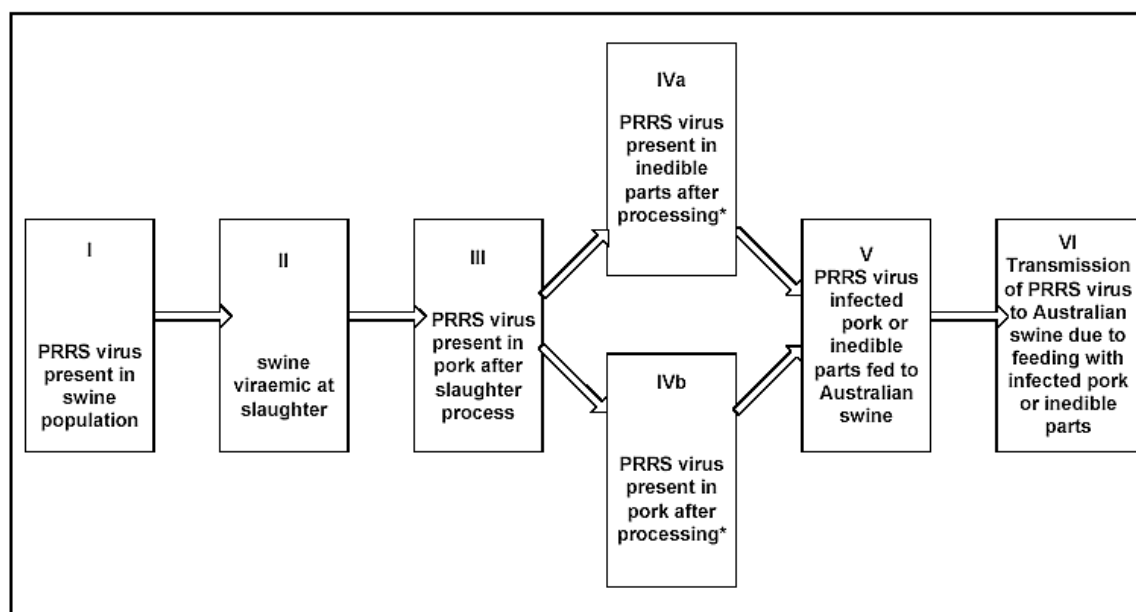 I
PRRS virus
present in
swine
population
II
swine
viraemic at
slaughter
III
PRRS virus
present in
pork after
slaughter
process
IVa
PRRS virus
present in
inedible
parts after
processing*
IVb
PRRS virus
present in
pork after
processing*
V
PRRS virus
infected
pork or
inedible
parts fed to
Australian
swine
VI
Transmission
of PRRS virus
to Australian
swine due to
feeding with
infected pork
or inedible
parts